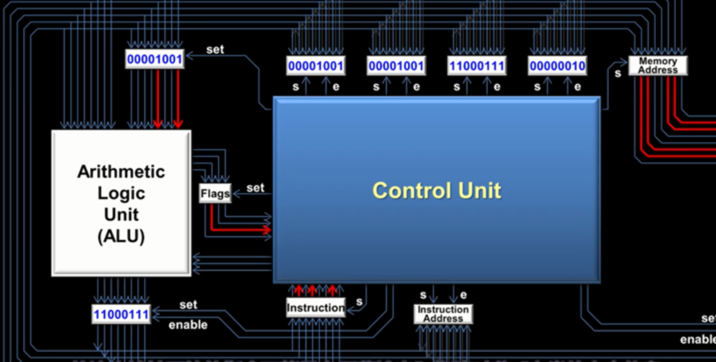 00001001
set
00001001
00001001
11000111
00000010
s
e
s
e
s
e
s
e
s
Memory
Address
Arithmetic
Logic
Unit
(ALU)
Flags
set
Control Unit
11000111
set
enable
Instruction
s
s
e
Instruction
Address
set
enable